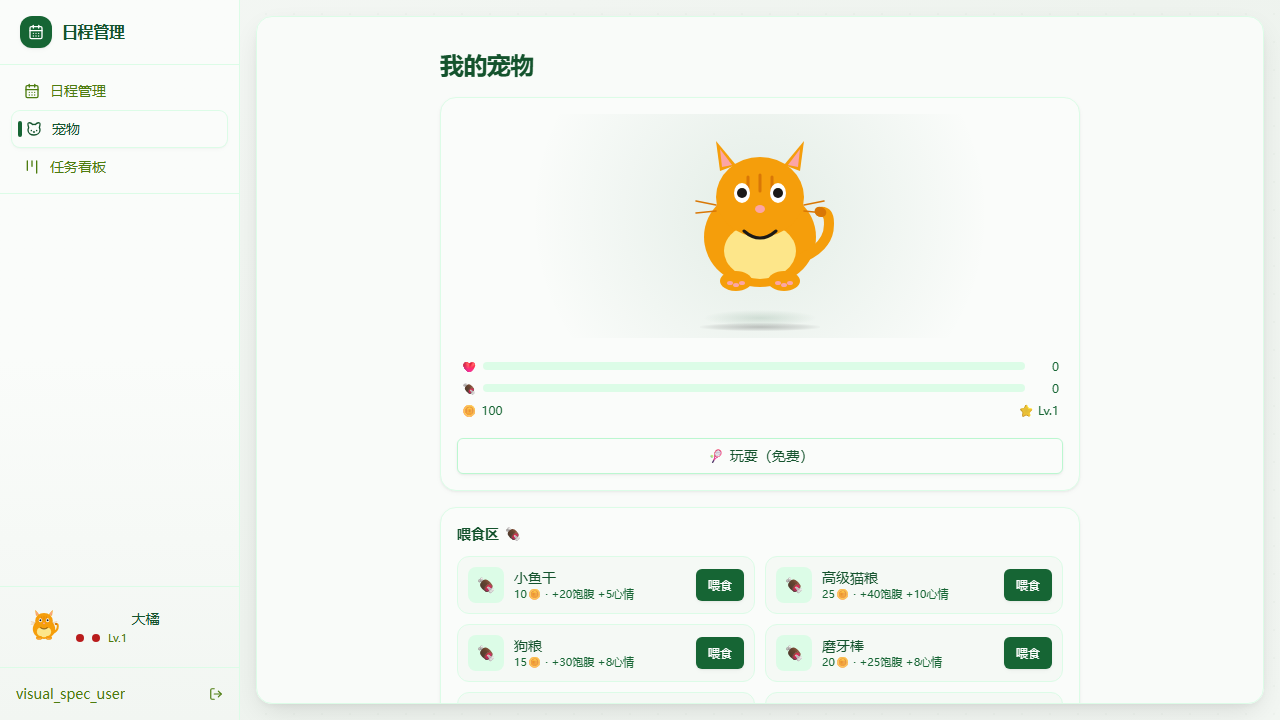 日程管理
日程管理
宠物
任务看板
大橘
Lv.1
visual_spec_user
我的宠物
0
0
100
Lv.1
玩耍（免费）
喂食区
小鱼干
10 · +20饱腹 +5心情
喂食
高级猫粮
25 · +40饱腹 +10心情
喂食
狗粮
15 · +30饱腹 +8心情
喂食
磨牙棒
20 · +25饱腹 +8心情
喂食